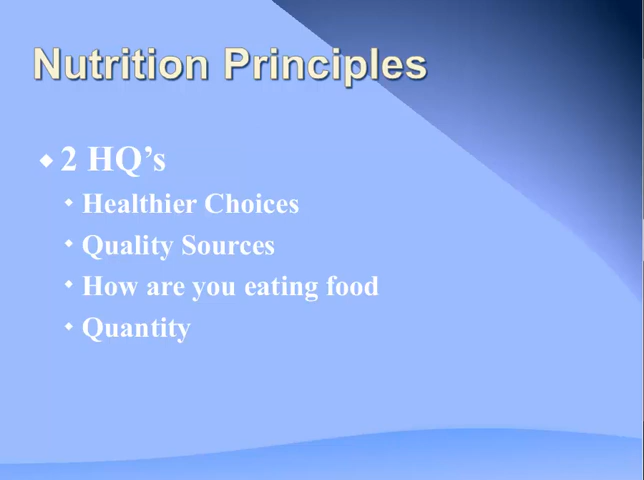 Nutrition Principles
2 HQ’s
Healthier Choices
Quality Sources
How are you eating food
Quantity